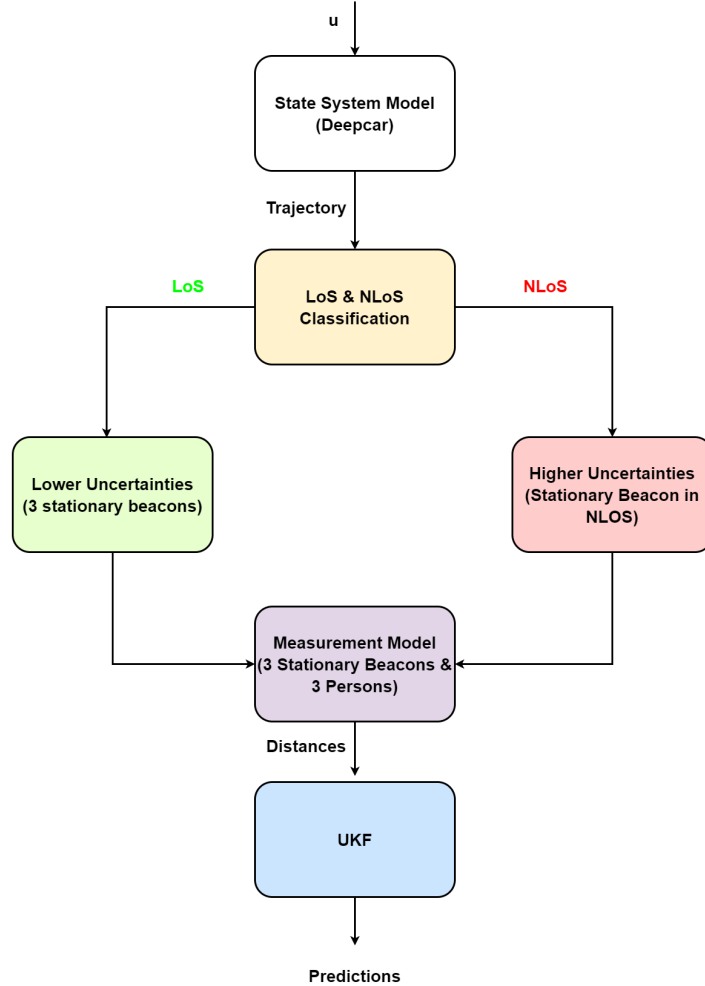 u
State System Model
(Deepcar)
Trajectory
LoS
NLoS
LoS & NLoS
Classification
Lower Uncertainties
(3 stationary beacons)
Higher Uncertainties
(Stationary Beacon in
NLOS)
Measurement Model
(3 Stationary Beacons &
3 Persons)
Distances
UKF
Predictions